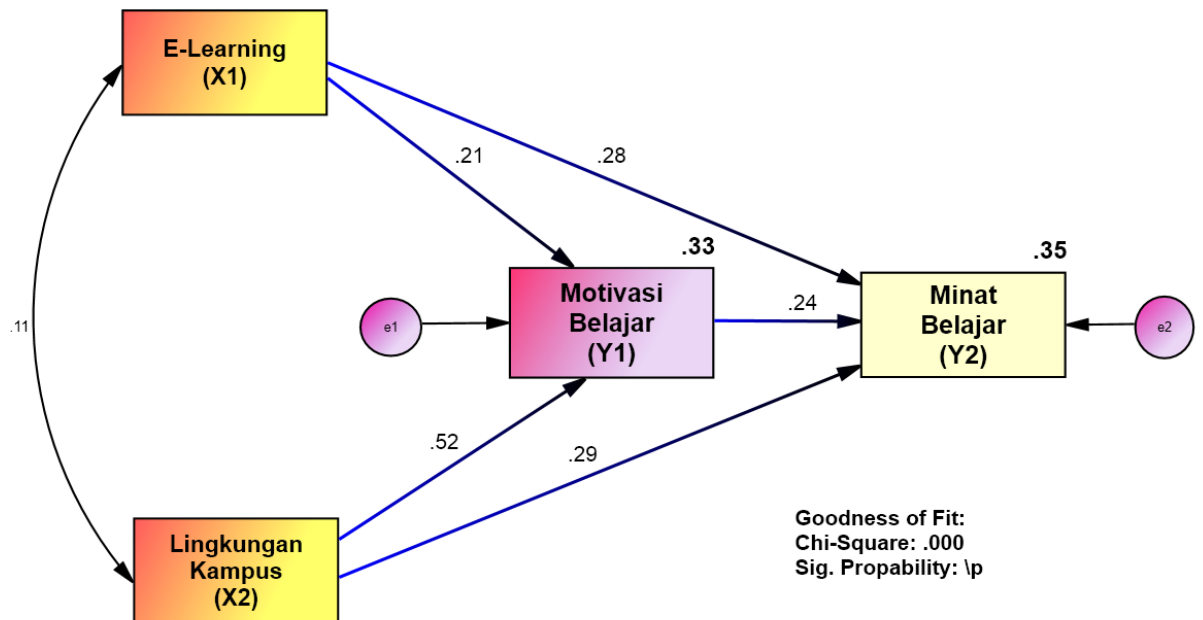 E-Learning
(X1)
.21
.28
.33
.35
Motivasi
Belajar
(Y1)
.24
Minat
Belajar
(Y2)
e1
e2
.11
.52
.29
Lingkungan
Kampus
(X2)
Goodness of Fit:
Chi-Square: .000
Sig. Propability: \p